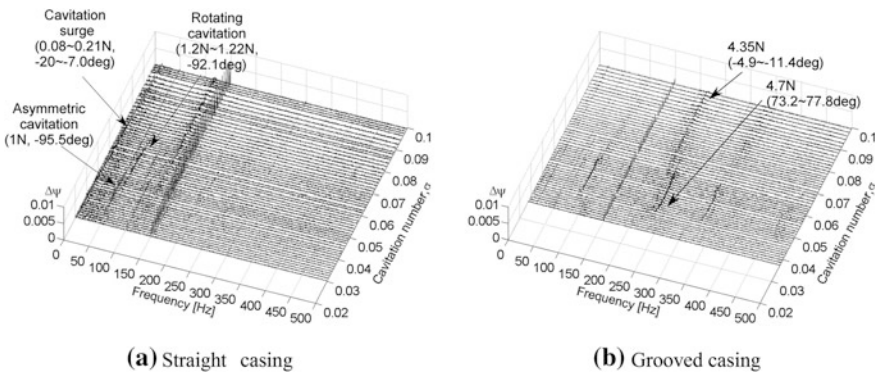 Cavitation
surge
(0.08~0.21N,
-20~-7.0deg)
Rotating
cavitation
(1.2N~1.22N,
-92.1deg)
Asymmetric
cavitation
(1N, -95.5deg)
Δψ
0.01
0.005
0
0
50
100
150
200
250
300
350
400
450
500
Frequency [Hz]
0.02
0.03
0.04
0.05
0.06
0.07
0.08
0.09
0.1
Cavitation number, σ
(a) Straight casing
4.35N
(-4.9~-11.4deg)
4.7N
(73.2~77.8deg)
Δψ
0.01
0.005
0
0
50
100
150
200
250
300
350
400
450
500
Frequency [Hz]
0.02
0.03
0.04
0.05
0.06
0.07
0.08
0.09
0.1
Cavitation number, σ
(b) Grooved casing